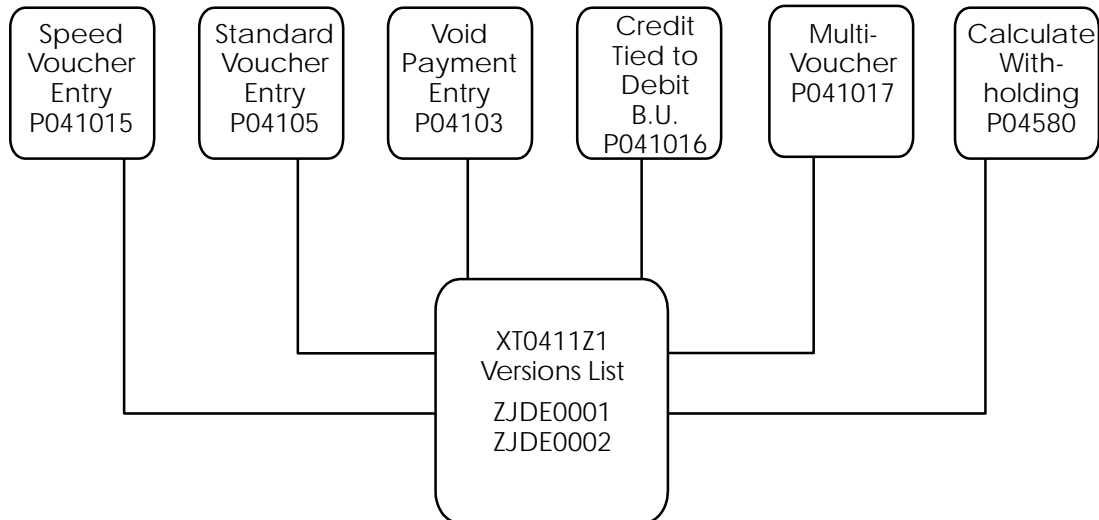 Speed
Voucher
Entry
P041015
Standard
Voucher
Entry
P04105
Void
Payment
Entry
P04103
Credit
Tied to
Debit
B.U.
P041016
Multi-
Voucher
P041017
Calculate
With-
holding
P04580
XT0411Z1
Versions List
ZJDE0001
ZJDE0002